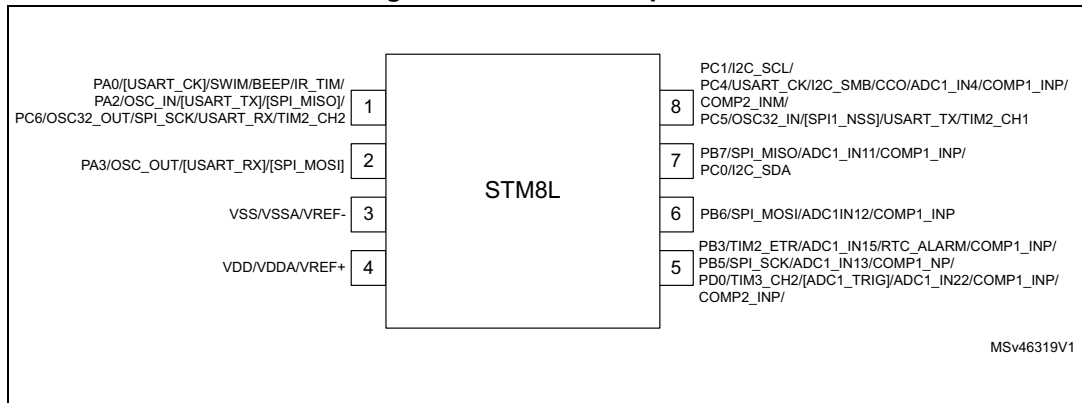 PA0/[USART_CK]/SWIM/BEEP/IR_TIM/
PA2/OSC_IN/[USART_TX]/[SPI_MISO]/
PC6/OSC32_OUT/SPI_SCK/USART_RX/TIM2_CH2
1
PA3/OSC_OUT/[USART_RX]/[SPI_MOSI]
2
VSS/VSSA/VREF-
3
VDD/VDDA/VREF+
4
STM8L
PC1/I2C_SCL/
PC4/USART_CK/I2C_SMB/CCO/ADC1_IN4/COMP1_INP/
COMP2_INM/
PC5/OSC32_IN/[SPI1_NSS]/USART_TX/TIM2_CH1
8
PB7/SPI_MISO/ADC1_IN11/COMP1_INP/
PC0/I2C_SDA
7
PB6/SPI_MOSI/ADC1IN12/COMP1_INP
6
PB3/TIM2_ETR/ADC1_IN15/RTC_ALARM/COMP1_INP/
PB5/SPI_SCK/ADC1_IN13/COMP1_NP/
PD0/TIM3_CH2/[ADC1_TRIG]/ADC1_IN22/COMP1_INP/
COMP2_INP/
5
MSv46319V1